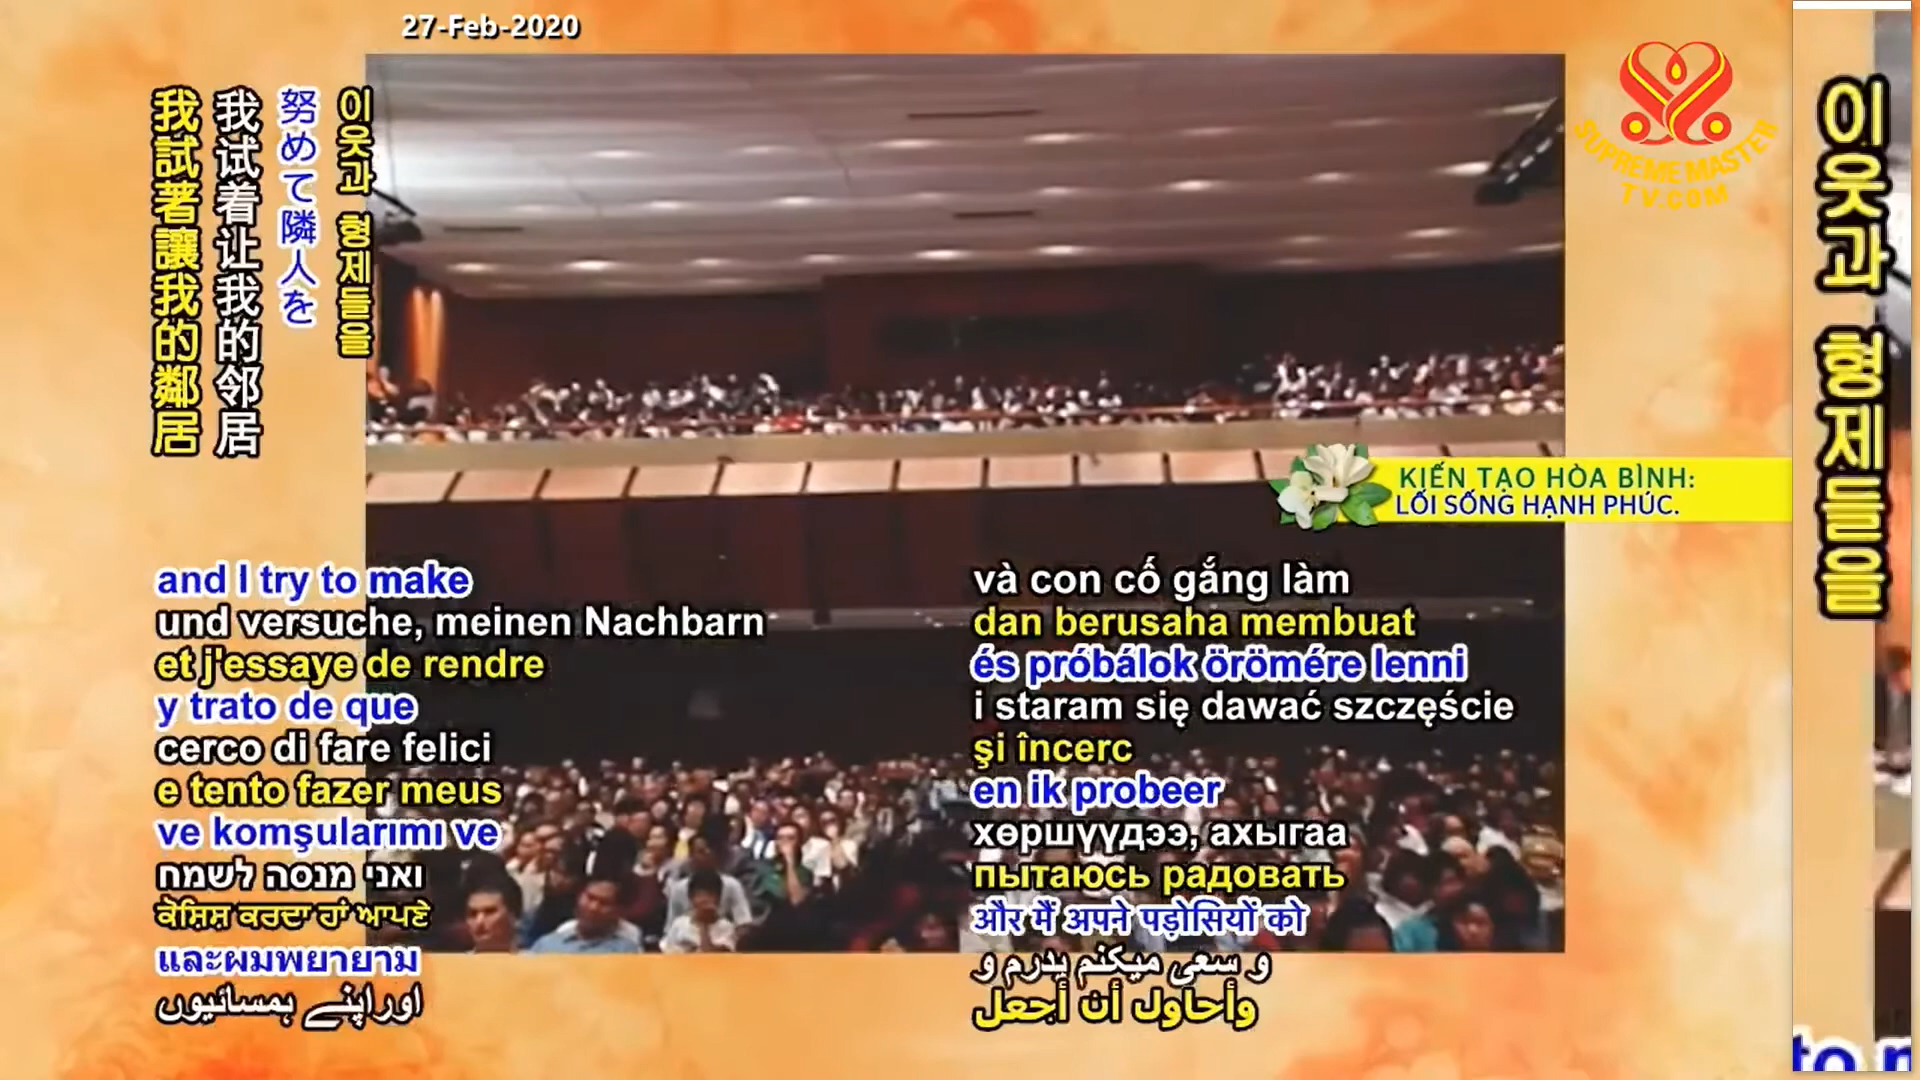 27-Feb-2020
SUPREME MASTER
TV.COM
我試著讓我的鄰居
我试着让我的邻居
努めて隣人を
이웃과 형제들을
이웃과 형제들을
KIẾN TẠO HÒA BÌNH:
LỐI SỐNG HẠNH PHÚC.
and I try to make
und versuche, meinen Nachbarn
et j'essaye de rendre
y trato de que
cerco di fare felici
e tento fazer meus
ve komşularımı ve
ואני מנסה לשמח
ਕੋਸ਼ਿਸ਼ ਕਰਦਾ ਹਾਂ ਆਪਣੇ
และผมพยายาม
اوراپنے ہمسائیوں
và con cố gắng làm
dan berusaha membuat
és próbálok örömére lenni
i staram się dawać szczęście
şi încerc
en ik probeer
хөршүүдээ, ахыгаа
пытаюсь радовать
और मैं अपने पड़ोसियों को
و سعی میکنم پدرم و
وأحاول أن أجعل
to